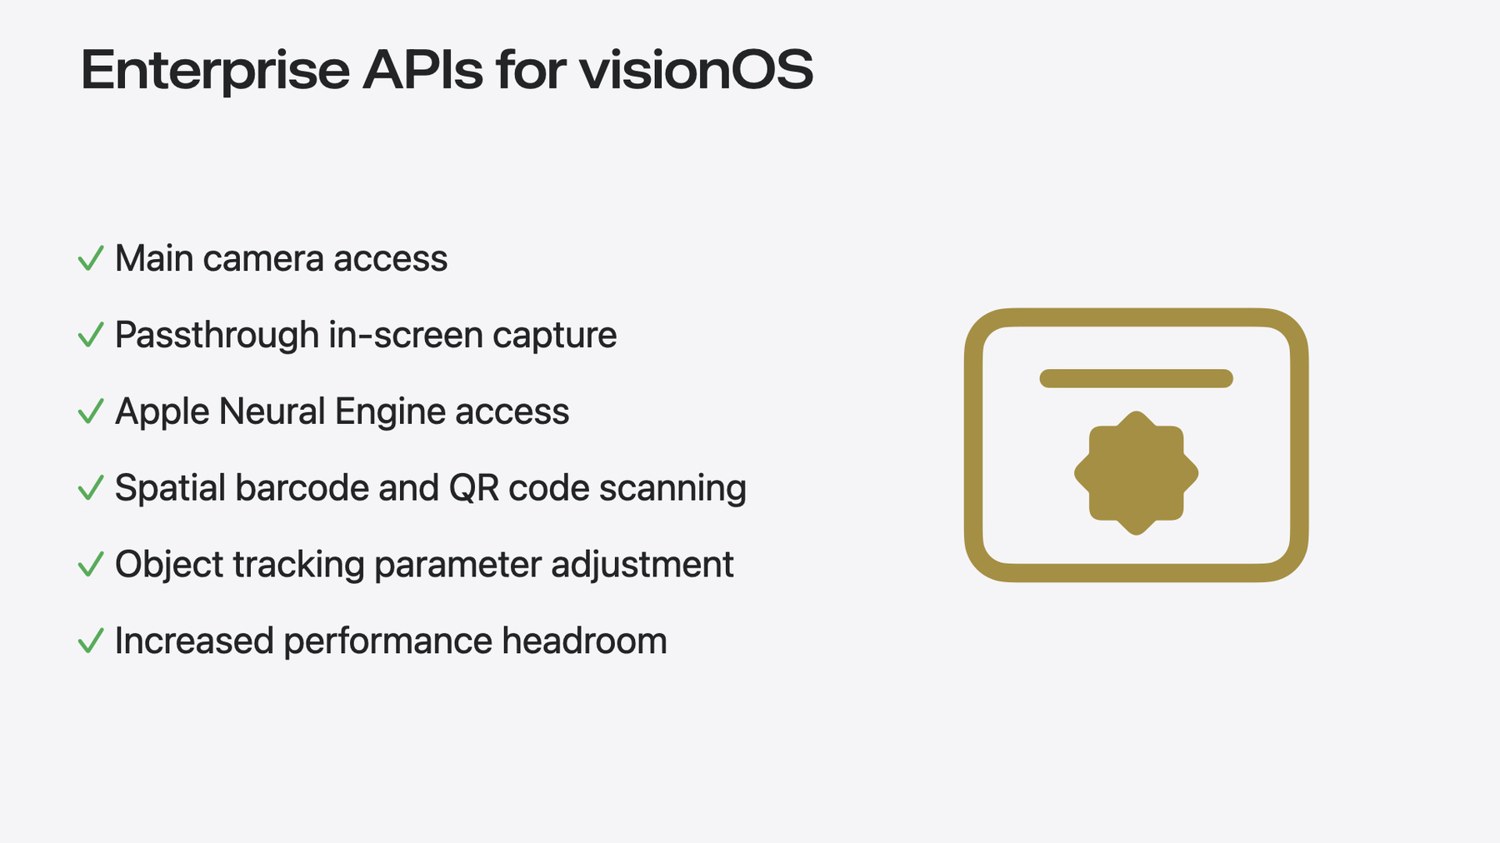 Enterprise APIs for visionOS
Main camera access
Passthrough in-screen capture
Apple Neural Engine access
Spatial barcode and QR code scanning
Object tracking parameter adjustment
Increased performance headroom